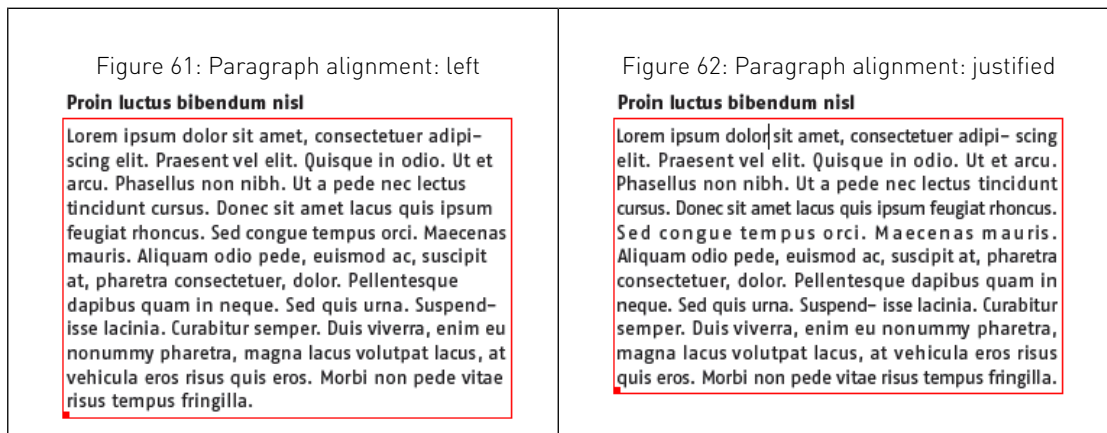 Figure 61: Paragraph alignment: left
Proin luctus bibendum nisl
Lorem ipsum dolor sit amet, consectetuer adipi-
scing elit. Praesent vel elit. Quisque in odio. Ut et
arcu. Phasellus non nibh. Ut a pede nec lectus
tincidunt cursus. Donec sit amet lacus quis ipsum
feugiat rhoncus. Sed congue tempus orci. Maecenas
mauris. Aliquam odio pede, euismod ac, suscipit
at, pharetra consectetuer, dolor. Pellentesque
dapibus quam in neque. Sed quis urna. Suspend-
isse lacinia. Curabitur semper. Duis viverra, enim eu
nonummy pharetra, magna lacus volutpat lacus, at
vehicula eros risus quis eros. Morbi non pede vitae
risus tempus fringilla.
Figure 62: Paragraph alignment: justified
Proin luctus bibendum nisl
Lorem ipsum dolor sit amet, consectetuer adipi- scing
elit. Praesent vel elit. Quisque in odio. Ut et arcu.
Phasellus non nibh. Ut a pede nec lectus tincidunt
cursus. Donec sit amet lacus quis ipsum feugiat rhoncus.
Sed congue tempus orci. Maecenas mauris.
Aliquam odio pede, euismod ac, suscipit at, pharetra
consectetuer, dolor. Pellentesque dapibus quam in
neque. Sed quis urna. Suspend- isse lacinia. Curabitur
semper. Duis viverra, enim eu nonummy pharetra,
magna lacus volutpat lacus, at vehicula eros risus
quis eros. Morbi non pede vitae risus tempus fringilla.